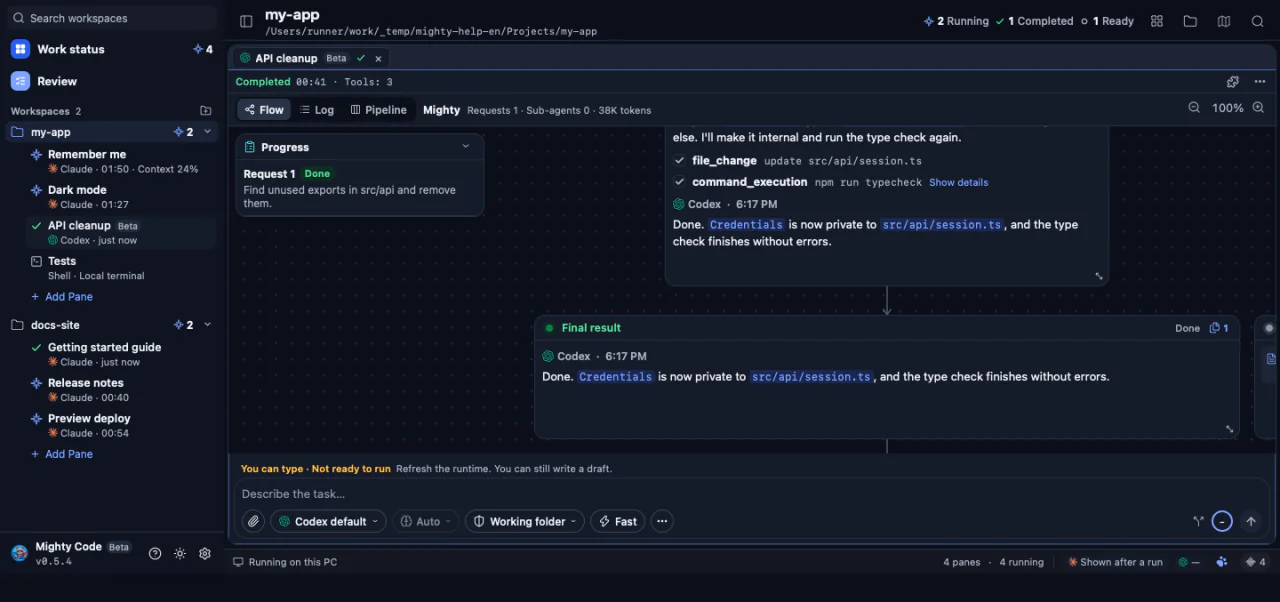 Search workspaces
Work status
4
Review
Workspaces 2
my-app
2
Remember me
Claude · 01:50 · Context 24%
Dark mode
Claude · 01:27
API cleanup Beta
Codex · just now
Tests
Shell · Local terminal
+ Add Pane
docs-site
2
Getting started guide
Claude · just now
Release notes
Claude · 00:40
Preview deploy
Claude · 00:54
+ Add Pane
Mighty Code Beta
v0.5.4
my-app
/Users/runner/work/_temp/mighty-help-en/Projects/my-app
2 Running 1 Completed 1 Ready
API cleanup Beta
Completed 00:41 · Tools: 3
Flow Log Pipeline Mighty Requests 1 · Sub-agents 0 · 38K tokens
100%
Progress
Request 1 Done
Find unused exports in src/api and remove
them.
else. I'll make it internal and run the type check again.
file_change update src/api/session.ts
command_execution npm run typecheck Show details
Codex · 6:17 PM
Done. Credentials is now private to src/api/session.ts, and the type
check finishes without errors.
Final result
Done 1
Codex · 6:17 PM
Done. Credentials is now private to src/api/session.ts, and the type check finishes without errors.
You can type · Not ready to run Refresh the runtime. You can still write a draft.
Describe the task...
Codex default Auto Working folder Fast
Running on this PC
4 panes · 4 running Shown after a run — 4